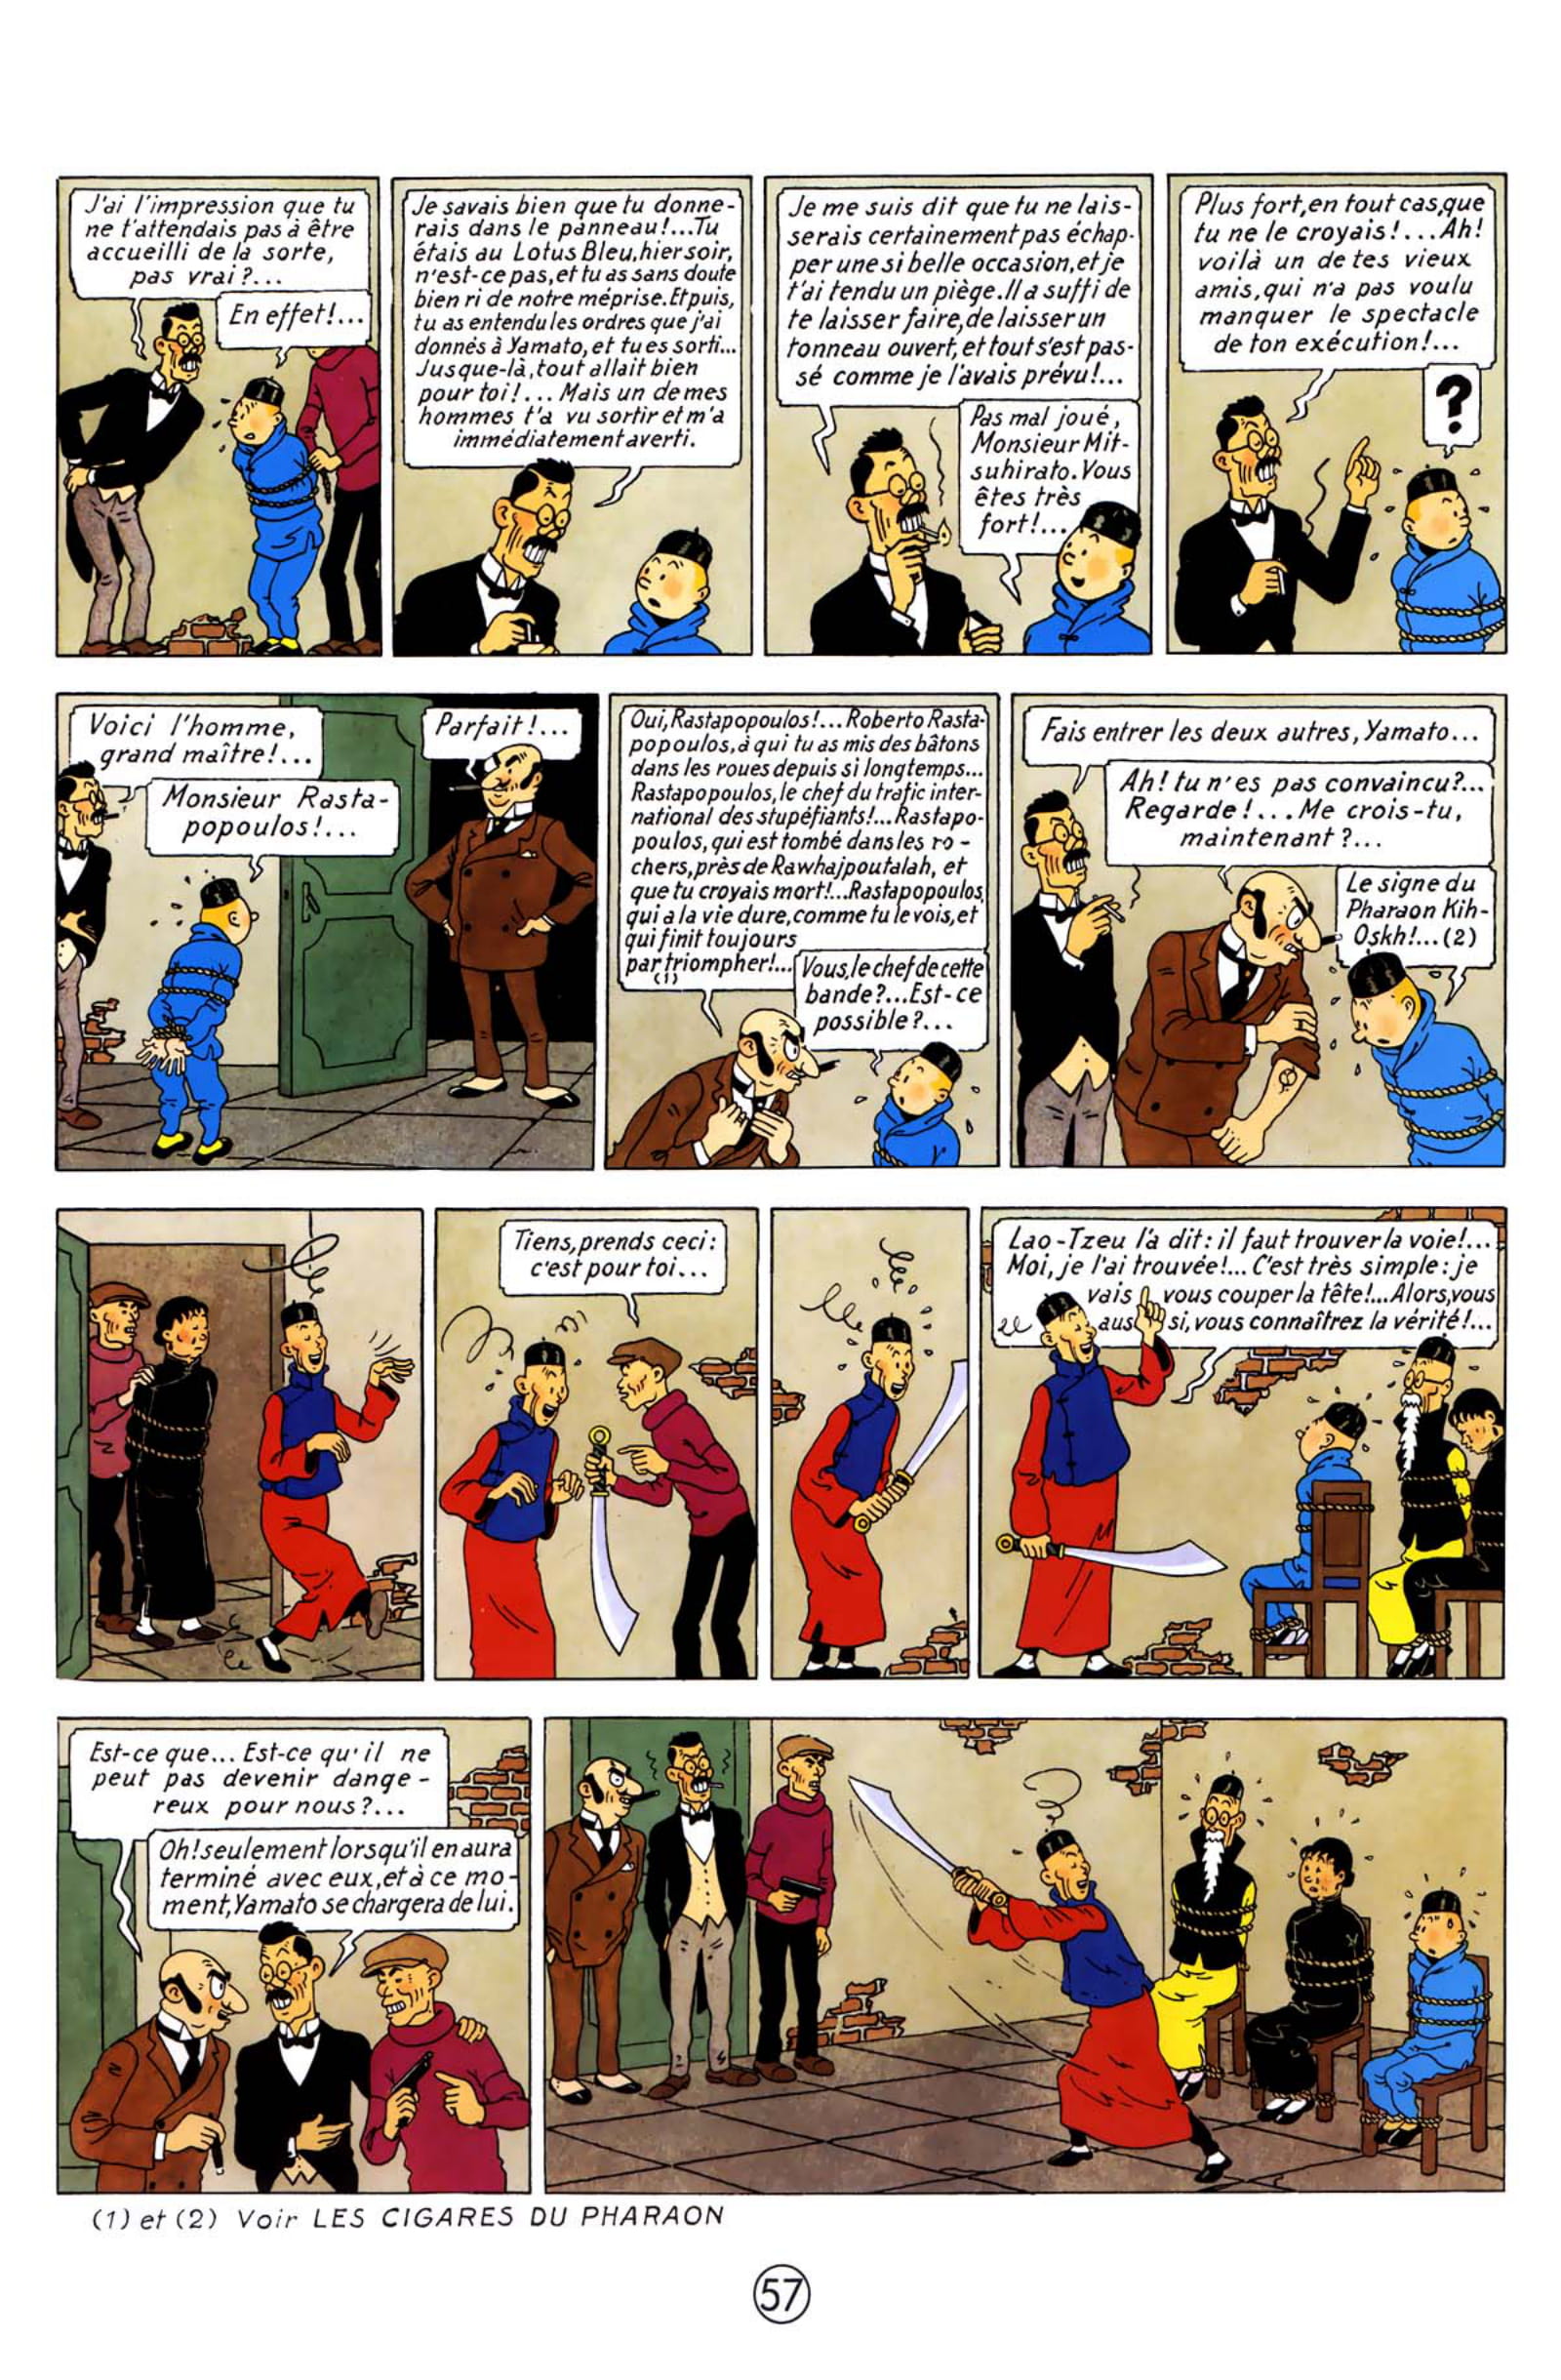 J'ai l'impression que tu
ne t'attendais pas à être
accueilli de la sorte,
pas vrai?...
En effet!...
Je savais bien que tu donne-
rais dans le panneau!...Tu
étais au Lotus Bleu, hier soir,
n'est-ce pas, et tu as sans doute
bien ri de notre méprise. Et puis,
tu as entendu les ordres que j'ai
donnés à Yamato, et tu es sorti...
Jusque-là, tout allait bien
pour toi!... Mais un de mes
hommes t'a vu sortir et m'a
immédiatement averti.
Je me suis dit que tu ne lais-
serais certainement pas échap-
per une si belle occasion, et je
t'ai tendu un piège. Il a suffi de
te laisser faire, de laisser un
tonneau ouvert, et tout s'est pas-
sé comme je l'avais prévu!...
Pas mal joué,
Monsieur Mit-
suhirato. Vous
êtes très
fort!...
Plus fort, en tout cas, que
tu ne le croyais!...Ah!
voilà un de tes vieux
amis, qui n'a pas voulu
manquer le spectacle
de ton exécution!...
?
Voici l'homme,
grand maître!...
Monsieur Rasta-
popoulos!...
Parfait!...
Oui, Rastapopoulos!... Roberto Rasta-
popoulos, à qui tu as mis des bâtons
dans les roues depuis si longtemps...
Rastapopoulos, le chef du trafic inter-
national des stupéfiants!...Rastapo-
poulos, qui est tombé dans les ro-
chers, près de Rawhajpoutalah, et
que tu croyais mort!...Rastapopoulos,
qui a la vie dure, comme tu le vois, et
qui finit toujours
par triompher!...
(1)
Vous, le chef de cette
bande?...Est-ce
possible?...
Fais entrer les deux autres, Yamato...
Ah! tu n'es pas convaincu?...
Regarde!...Me crois-tu,
maintenant?...
Le signe du
Pharaon Kih-
Oskh!...(2)
Tiens, prends ceci:
c'est pour toi...
Lao-Tzeu l'a dit: il faut trouver la voie!...
Moi, je l'ai trouvée!... C'est très simple: je
vais vous couper la tête!...Alors, vous
aussi, vous connaîtrez la vérité!...
Est-ce que... Est-ce qu'il ne
peut pas devenir dange-
reux pour nous?...
Oh! seulement lorsqu'il en aura
terminé avec eux, et à ce mo-
ment, Yamato se chargera de lui.
(1) et (2) Voir LES CIGARES DU PHARAON
57